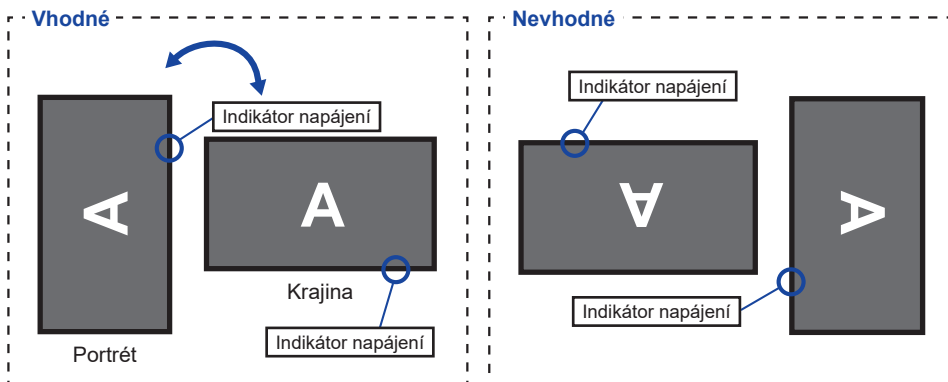 Vhodné
Indikátor napájení
A
A
Krajina
Indikátor napájení
Portrét
Nevhodné
Indikátor napájení
A
A
Indikátor napájení